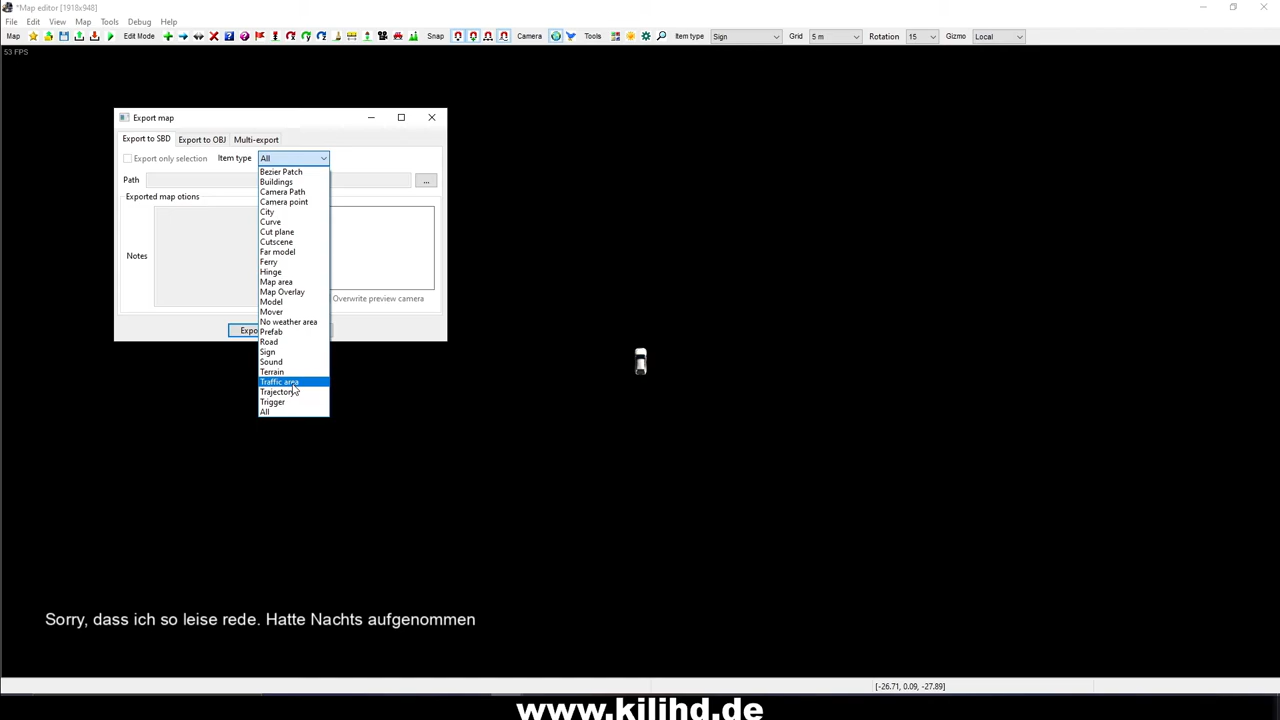 *Map editor [1918x948]
File Edit View Map Tools Debug Help
Map Edit Mode Snap Camera Tools Item type Sign Grid 5 m Rotation 15 Gizmo Local
53 FPS
Export map
Export to SBD Export to OBJ Multi-export
Export only selection Item type All
Path ...
Exported map otions
Notes
Overwrite preview camera
Expo
Bezier Patch
Buildings
Camera Path
Camera point
City
Curve
Cut plane
Cutscene
Far model
Ferry
Hinge
Map area
Map Overlay
Model
Mover
No weather area
Prefab
Road
Sign
Sound
Terrain
Traffic area
Trajectory
Trigger
All
Sorry, dass ich so leise rede. Hatte Nachts aufgenommen
[-26.71, 0.09, -27.89]
www.kilihd.de